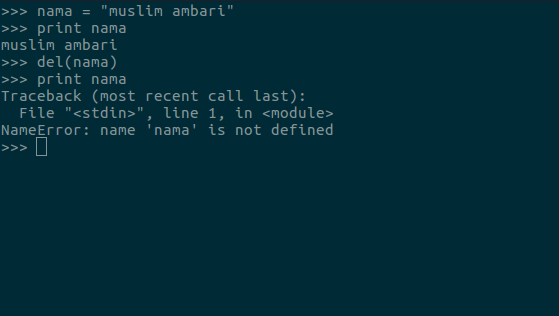 >>> nama = "muslim ambari"
>>> print nama
muslim ambari
>>> del(nama)
>>> print nama
Traceback (most recent call last):
  File "<stdin>", line 1, in <module>
NameError: name 'nama' is not defined
>>>